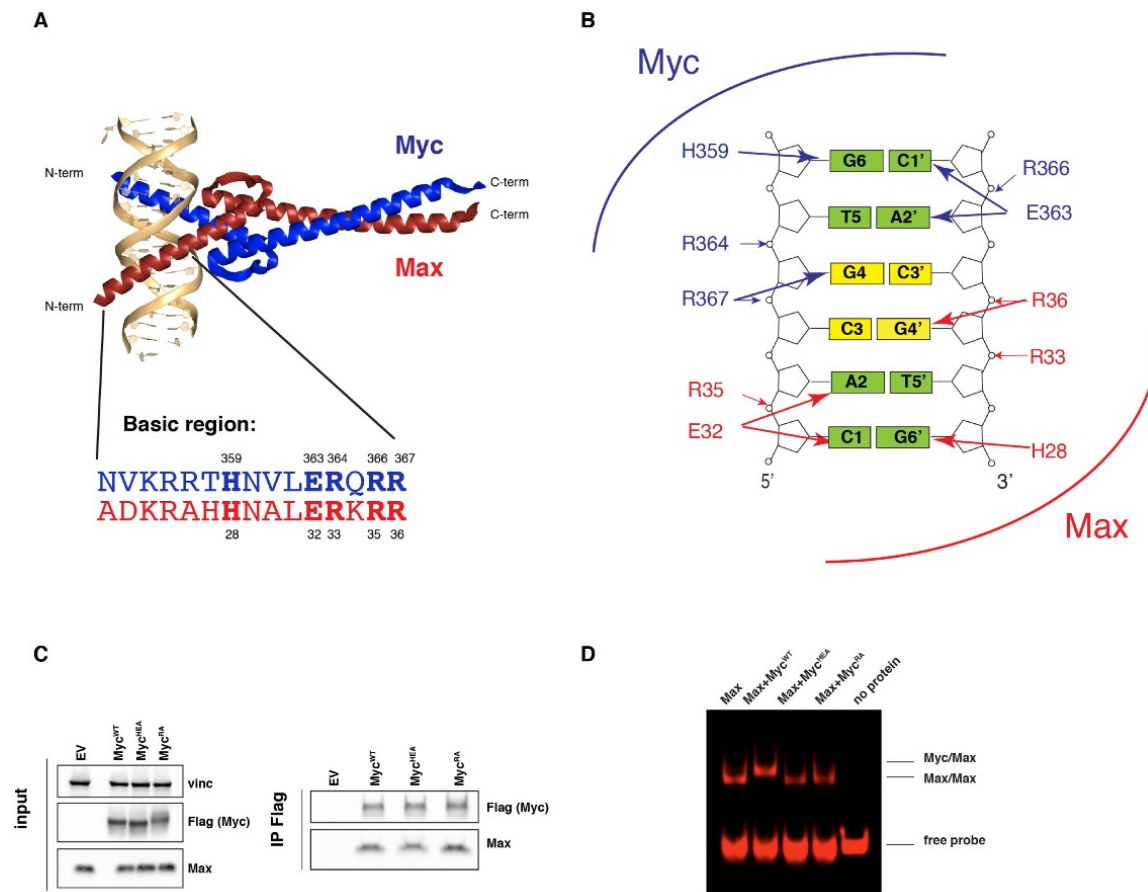 A
N-term
Myc
C-term
C-term
Max
N-term
Basic region:
359 363 364 366 367
NVKRRTHNVLERQRR
ADKRAHHNALERKRR
28 32 33 35 36
B
Myc
H359
G6 C1'
R366
T5 A2'
E363
R364
G4 C3'
R367
R36
C3 G4'
R33
A2 T5'
R35
E32
C1 G6'
H28
5' 3'
Max
C
EV Myc^WT Myc^HEA Myc^RA
vinc
Flag (Myc)
Max
input
EV Myc^WT Myc^HEA Myc^RA
Flag (Myc)
Max
IP Flag
D
Max Max+Myc^WT Max+Myc^HEA Max+Myc^RA no protein
Myc/Max
Max/Max
free probe